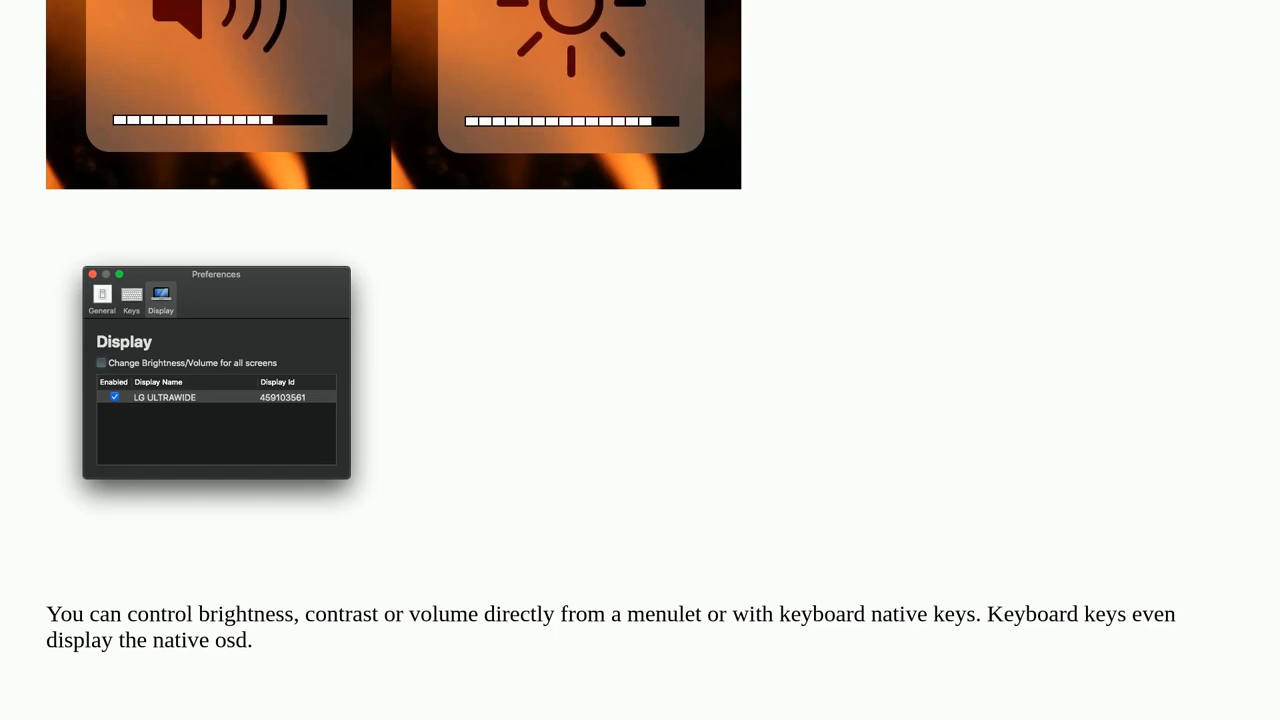 Preferences
General Keys Display
Display
Change Brightness/Volume for all screens
Enabled Display Name Display Id
LG ULTRAWIDE 459103561
You can control brightness, contrast or volume directly from a menulet or with keyboard native keys. Keyboard keys even
display the native osd.